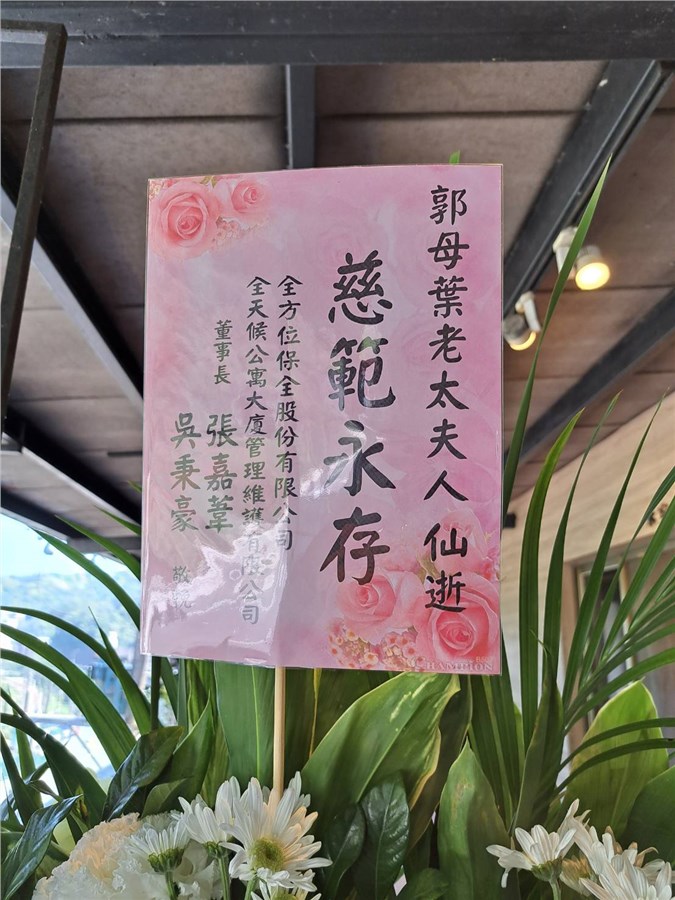 郭母葉老太夫人 仙逝
慈範永存
全方位保全股份有限公司
全天候公寓大廈管理維護有限公司
董事長
張嘉葦
吳秉豪
敬輓
CHAMPION